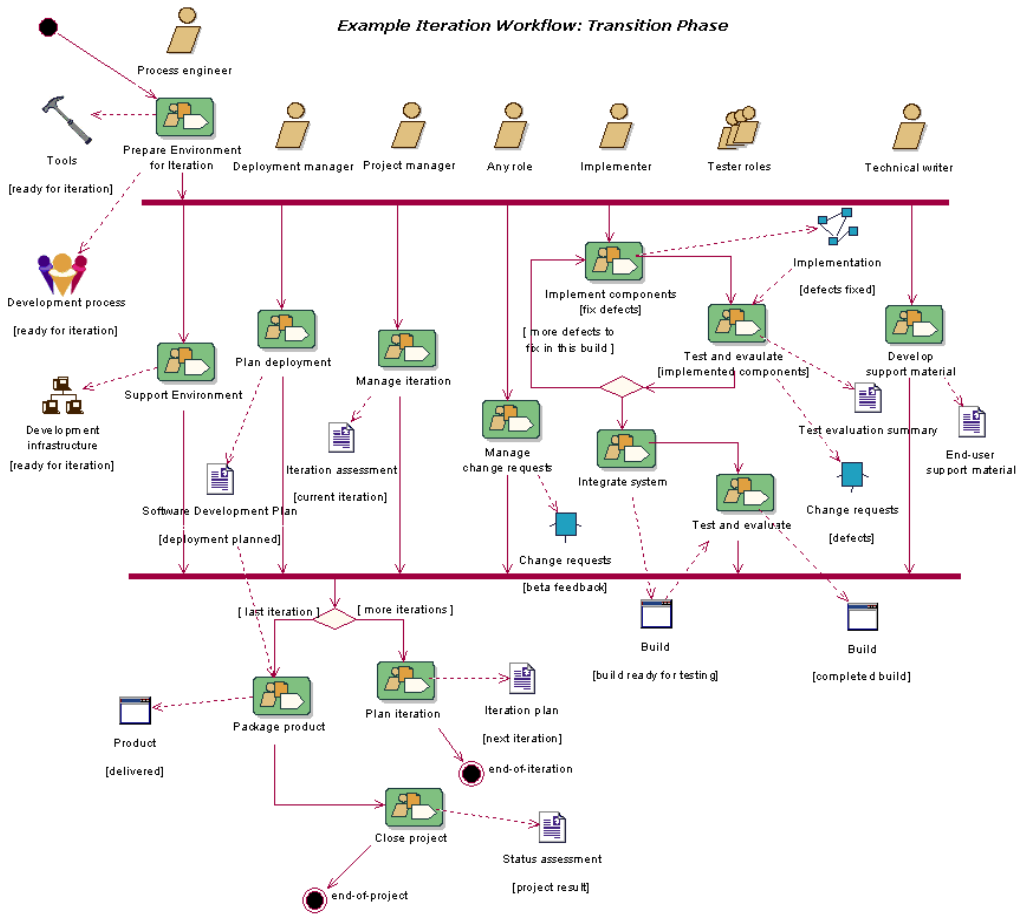 Example Iteration Workflow: Transition Phase
Process engineer
Tools
[ready for iteration]
Prepare Environment
for Iteration
Deployment manager
Project manager
Any role
Implementer
Tester roles
Technical writer
Development process
[ready for iteration]
Implementation
[defects fixed]
Implement components
[fix defects]
[ more defects to
fix in this build ]
Test and evaulate
[implemented components]
Develop
support material
Plan deployment
Manage iteration
Support Environment
Development
infrastructure
[ready for iteration]
Iteration assessment
[current iteration]
Manage
change requests
Integrate system
Test evaluation summary
End-user
support material
Software Development Plan
[deployment planned]
Test and evaluate
Change requests
[defects]
Change requests
[beta feedback]
[ last iteration ]
[ more iterations ]
Build
[build ready for testing]
Build
[completed build]
Package product
Plan iteration
Iteration plan
[next iteration]
Product
[delivered]
end-of-iteration
Close project
Status assessment
[project result]
end-of-project